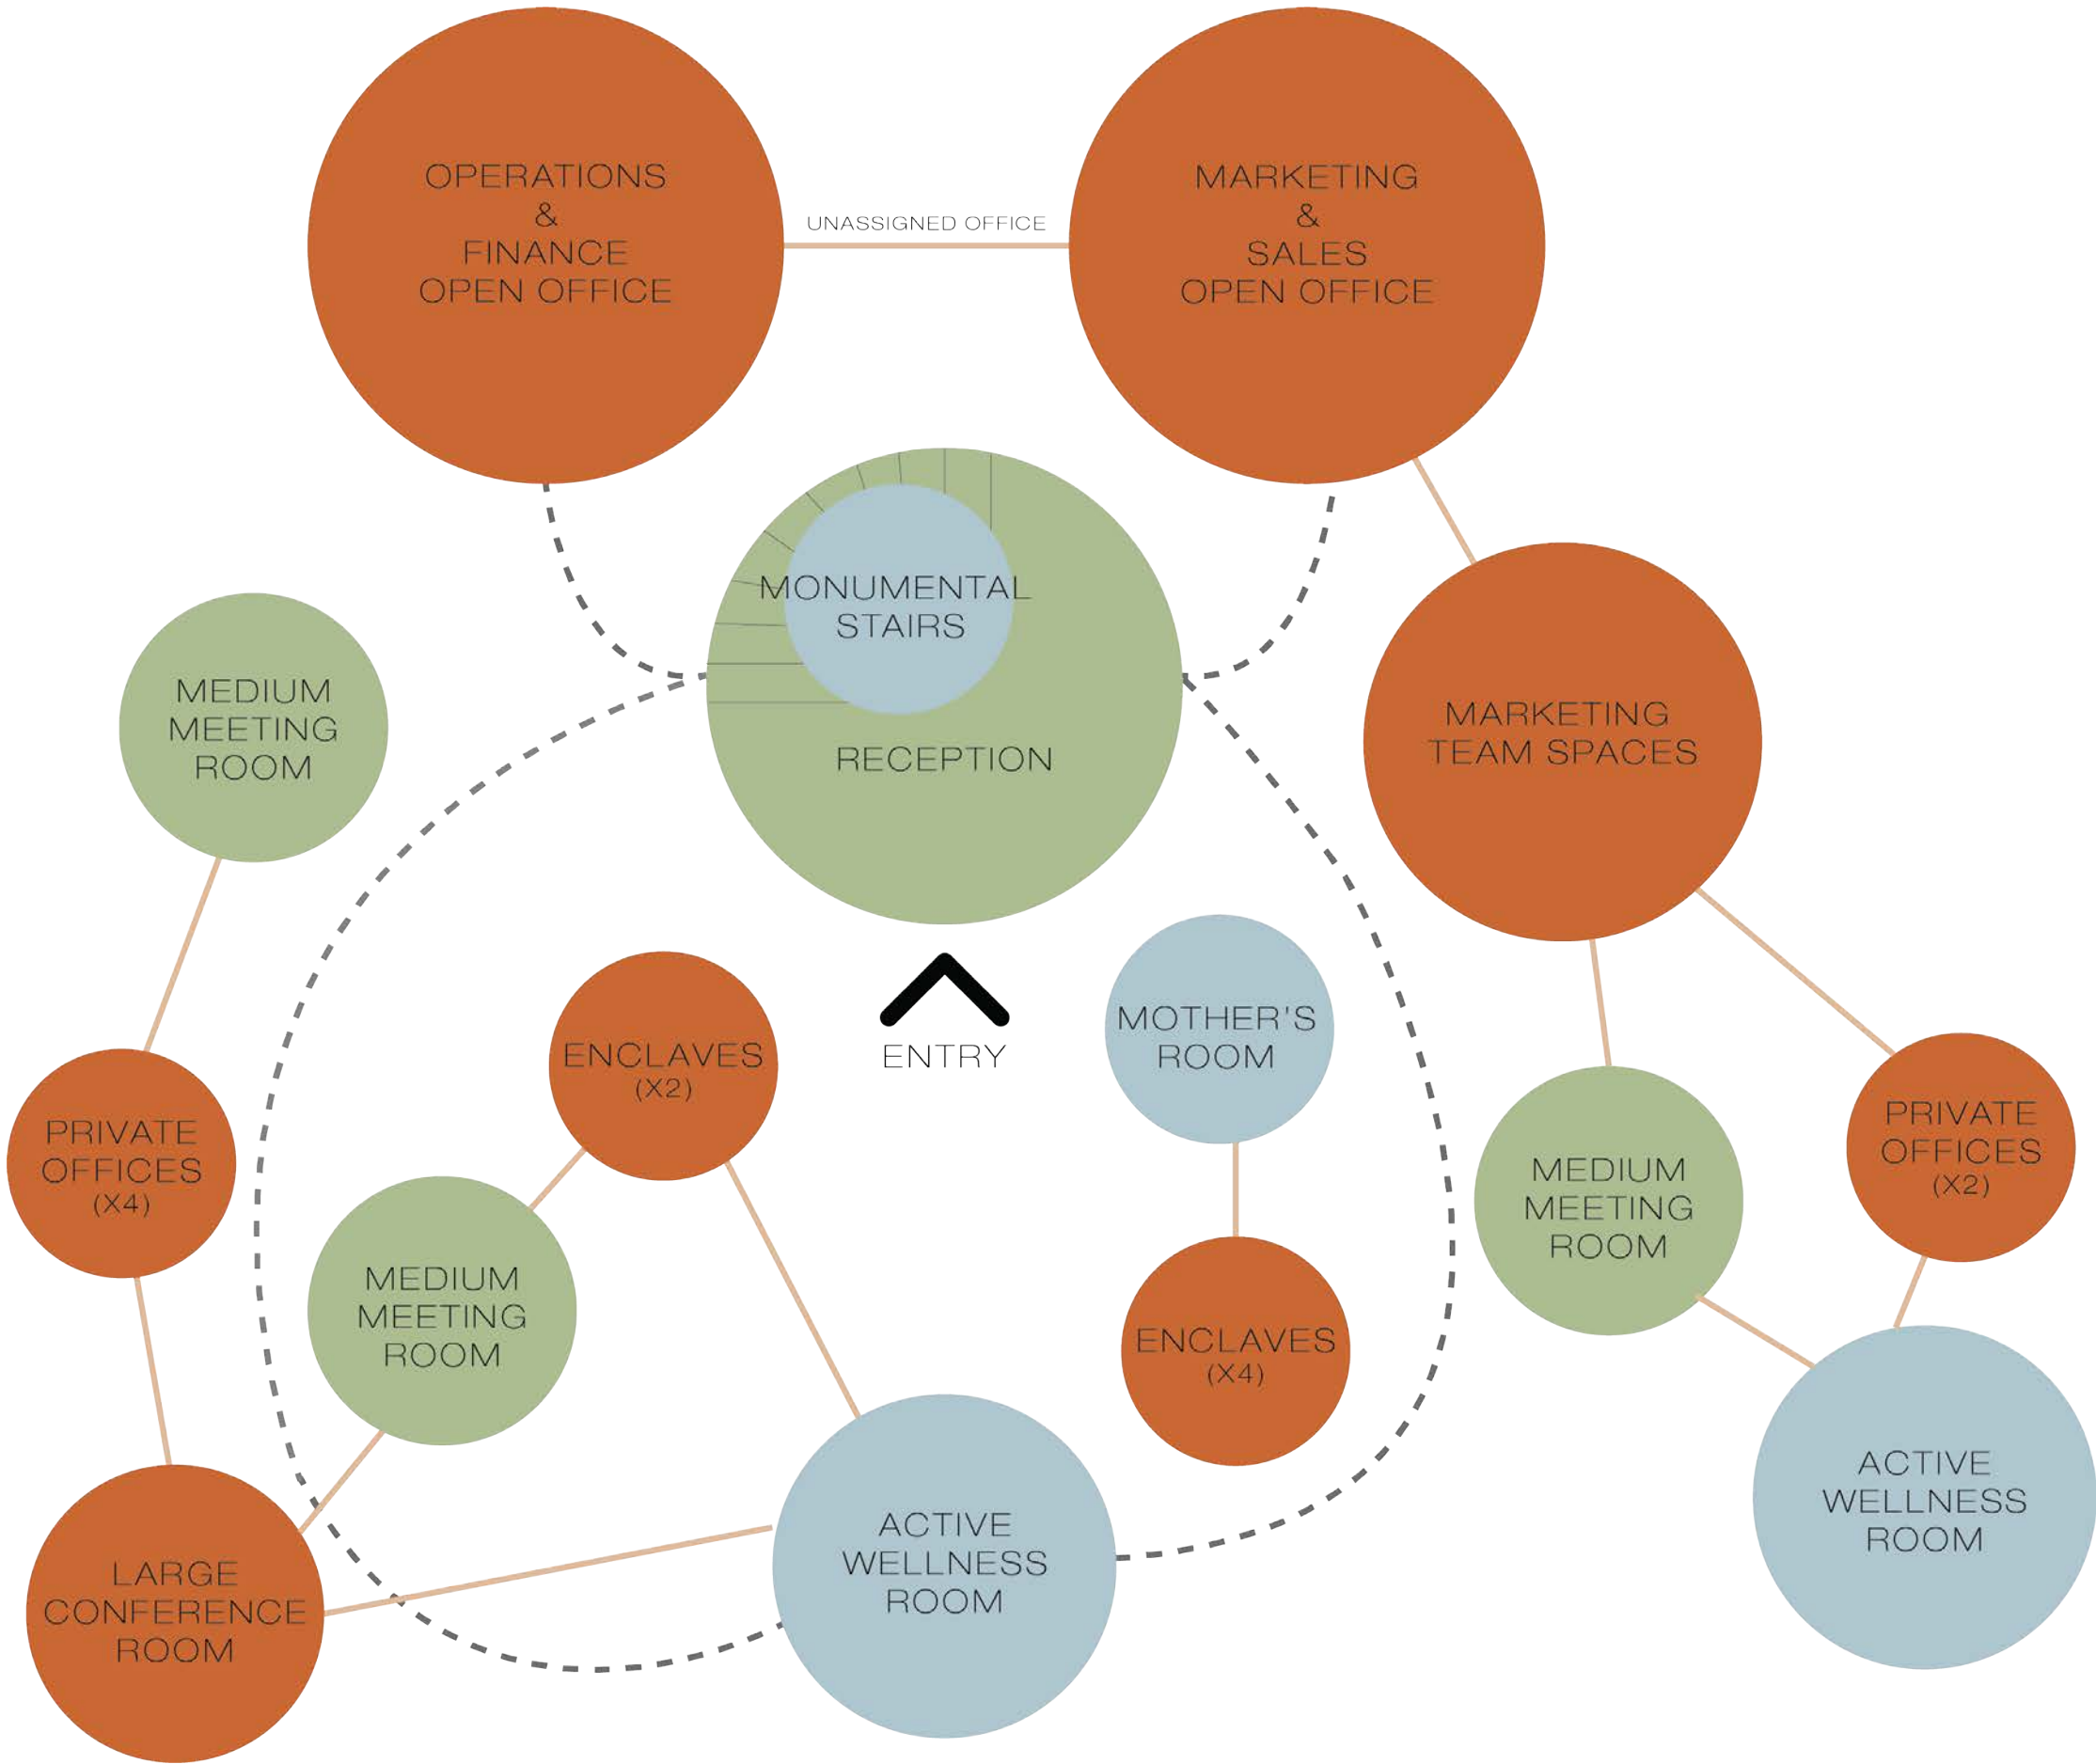 OPERATIONS
&
FINANCE
OPEN OFFICE
UNASSIGNED OFFICE
MARKETING
&
SALES
OPEN OFFICE
MONUMENTAL
STAIRS
RECEPTION
MEDIUM
MEETING
ROOM
MARKETING
TEAM SPACES
ENTRY
ENCLAVES
(X2)
MOTHER'S
ROOM
PRIVATE
OFFICES
(X4)
MEDIUM
MEETING
ROOM
ENCLAVES
(X4)
MEDIUM
MEETING
ROOM
PRIVATE
OFFICES
(X2)
LARGE
CONFERENCE
ROOM
ACTIVE
WELLNESS
ROOM
ACTIVE
WELLNESS
ROOM